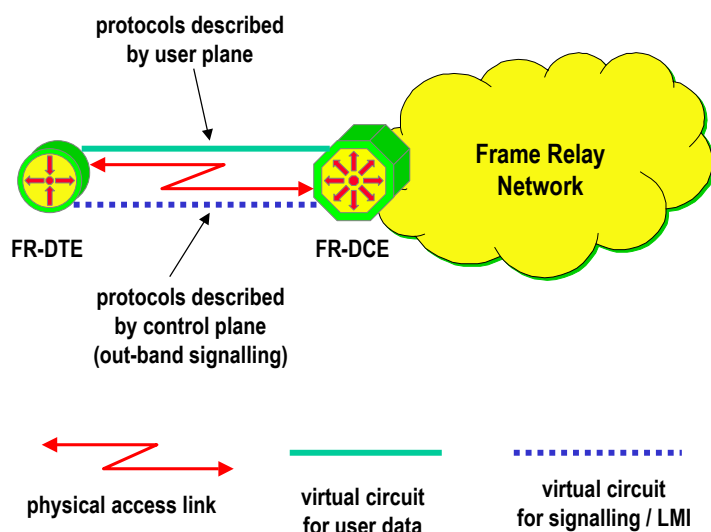 protocols described
by user plane
Frame Relay
Network
FR-DTE
FR-DCE
protocols described
by control plane
(out-band signalling)
physical access link
virtual circuit
for user data
virtual circuit
for signalling / LMI